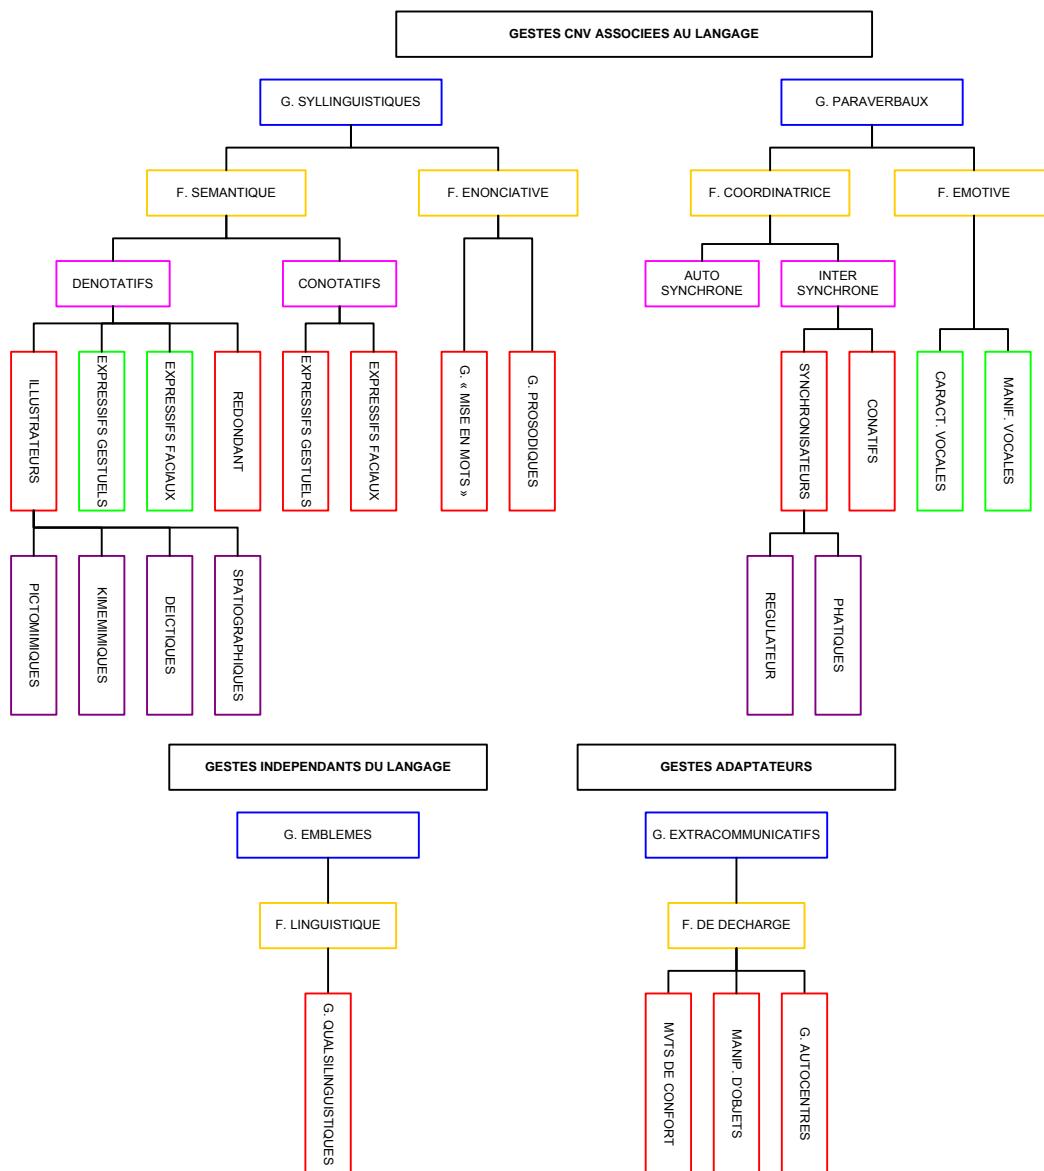 GESTES CNV ASSOCIEES AU LANGAGE
G. SYLLINGUISTIQUES
G. PARAVERBAUX
F. SEMANTIQUE
F. ENONCIATIVE
F. COORDINATRICE
F. EMOTIVE
DENOTATIFS
CONOTATIFS
AUTO
SYNCHRONE
INTER
SYNCHRONE
ILLUSTRATEURS
EXPRESSIFS GESTUELS
EXPRESSIFS FACIAUX
REDONDANT
EXPRESSIFS GESTUELS
EXPRESSIFS FACIAUX
G. « MISE EN MOTS »
G. PROSODIQUES
SYNCHRONISATEURS
CONATIFS
CARACT. VOCALES
MANIF. VOCALES
PICTOMIMIQUES
KIMEMIMIQUES
DEICTIQUES
SPATIOGRAPHIQUES
REGULATEUR
PHATIQUES
GESTES INDEPENDANTS DU LANGAGE
GESTES ADAPTATEURS
G. EMBLEMES
G. EXTRACOMMUNICATIFS
F. LINGUISTIQUE
F. DE DECHARGE
G. QUALSILINGUISTIQUES
MVTS DE CONFORT
MANIP. D'OBJETS
G. AUTOCENTRES